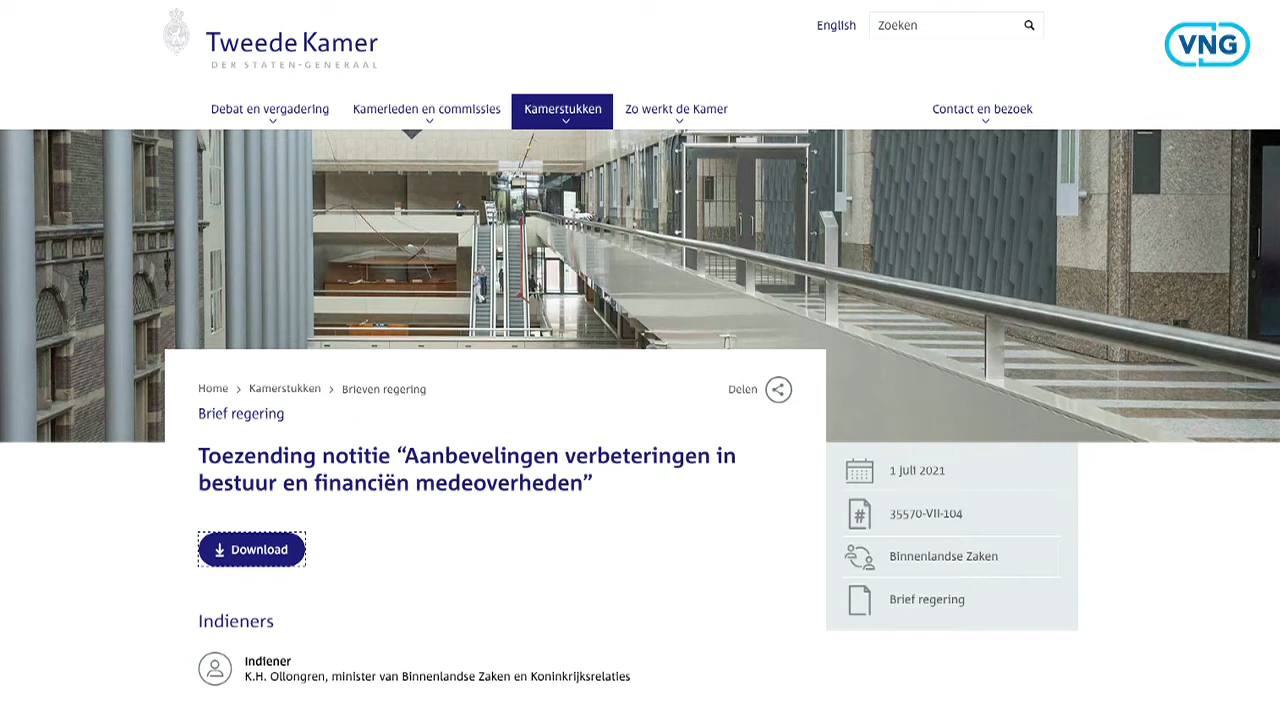 Tweede Kamer
DER STATEN-GENERAAL
English
Zoeken
VNG
Debat en vergadering
Kamerleden en commissies
Kamerstukken
Zo werkt de Kamer
Contact en bezoek
Home > Kamerstukken > Brieven regering
Delen
Brief regering
Toezending notitie “Aanbevelingen verbeteringen in
bestuur en financiën medeoverheden”
Download
1 juli 2021
35570-VII-104
Binnenlandse Zaken
Brief regering
Indieners
Indiener
K.H. Ollongren, minister van Binnenlandse Zaken en Koninkrijksrelaties